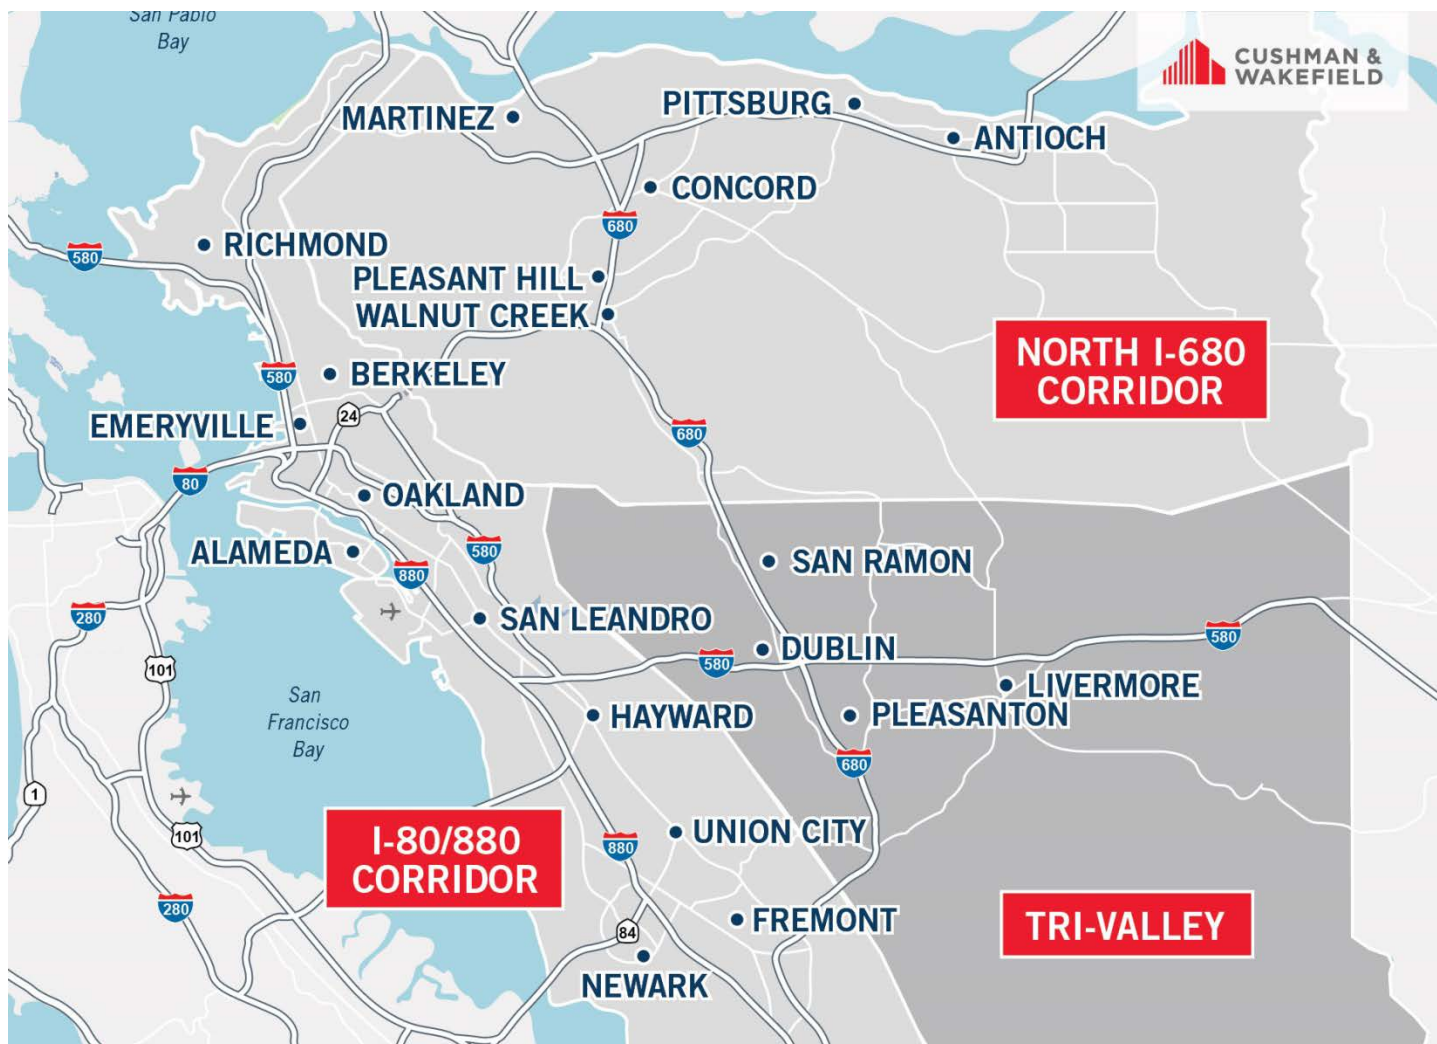 San Pablo
Bay
CUSHMAN &
WAKEFIELD
MARTINEZ
PITTSBURG
ANTIOCH
CONCORD
680
RICHMOND
580
PLEASANT HILL
WALNUT CREEK
NORTH I-680
CORRIDOR
580
BERKELEY
24
EMERYVILLE
680
80
OAKLAND
ALAMEDA
580
880
SAN RAMON
280
SAN LEANDRO
580
DUBLIN
580
101
LIVERMORE
San
Francisco
Bay
HAYWARD
PLEASANTON
680
1
101
I-80/880
CORRIDOR
UNION CITY
880
280
FREMONT
84
TRI-VALLEY
NEWARK